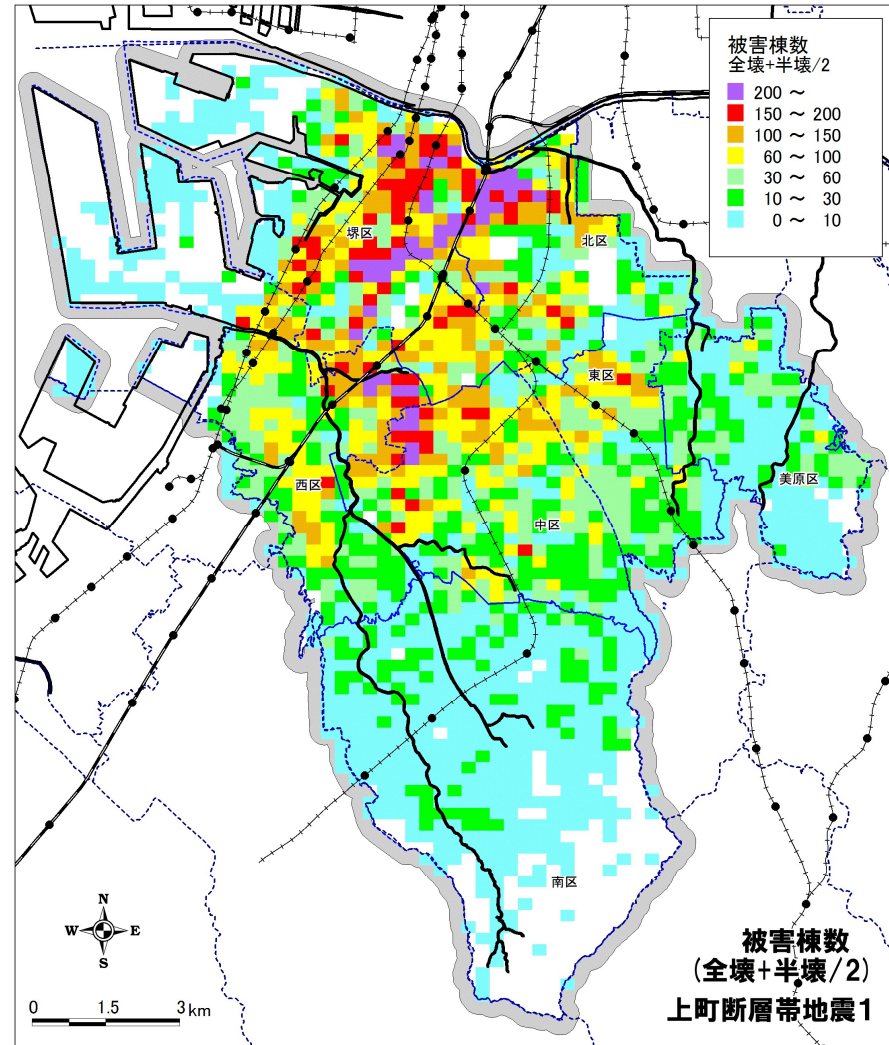 被害棟数
全壊+半壊/2
200 ～
150 ～ 200
100 ～ 150
60 ～ 100
30 ～ 60
10 ～ 30
0 ～ 10
堺区
北区
東区
美原区
西区
中区
南区
N
W E
S
0 1.5 3 km
被害棟数
(全壊+半壊/2)
上町断層帯地震1